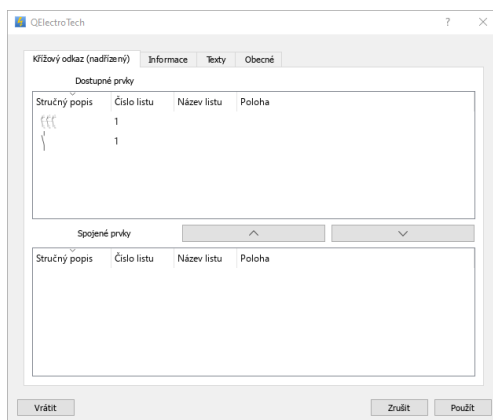 QElectroTech
Křížový odkaz (nadřízený) Informace Texty Obecné
Dostupné prvky
Stručný popis Číslo listu Název listu Poloha
1
1
Spojené prvky
Stručný popis Číslo listu Název listu Poloha
Vrátit Zrušit Použít